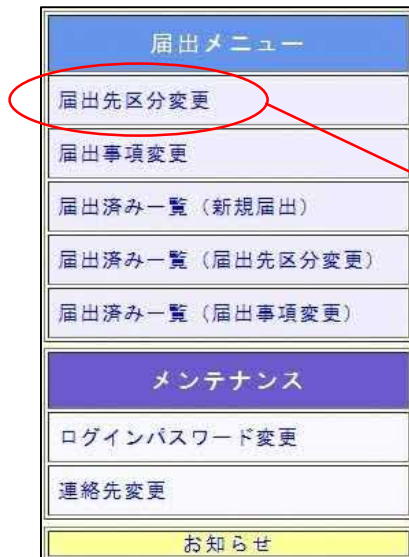 届出メニュー
届出先区分変更
届出事項変更
届出済み一覧（新規届出）
届出済み一覧（届出先区分変更）
届出済み一覧（届出事項変更）
メンテナンス
ログインパスワード変更
連絡先変更
お知らせ